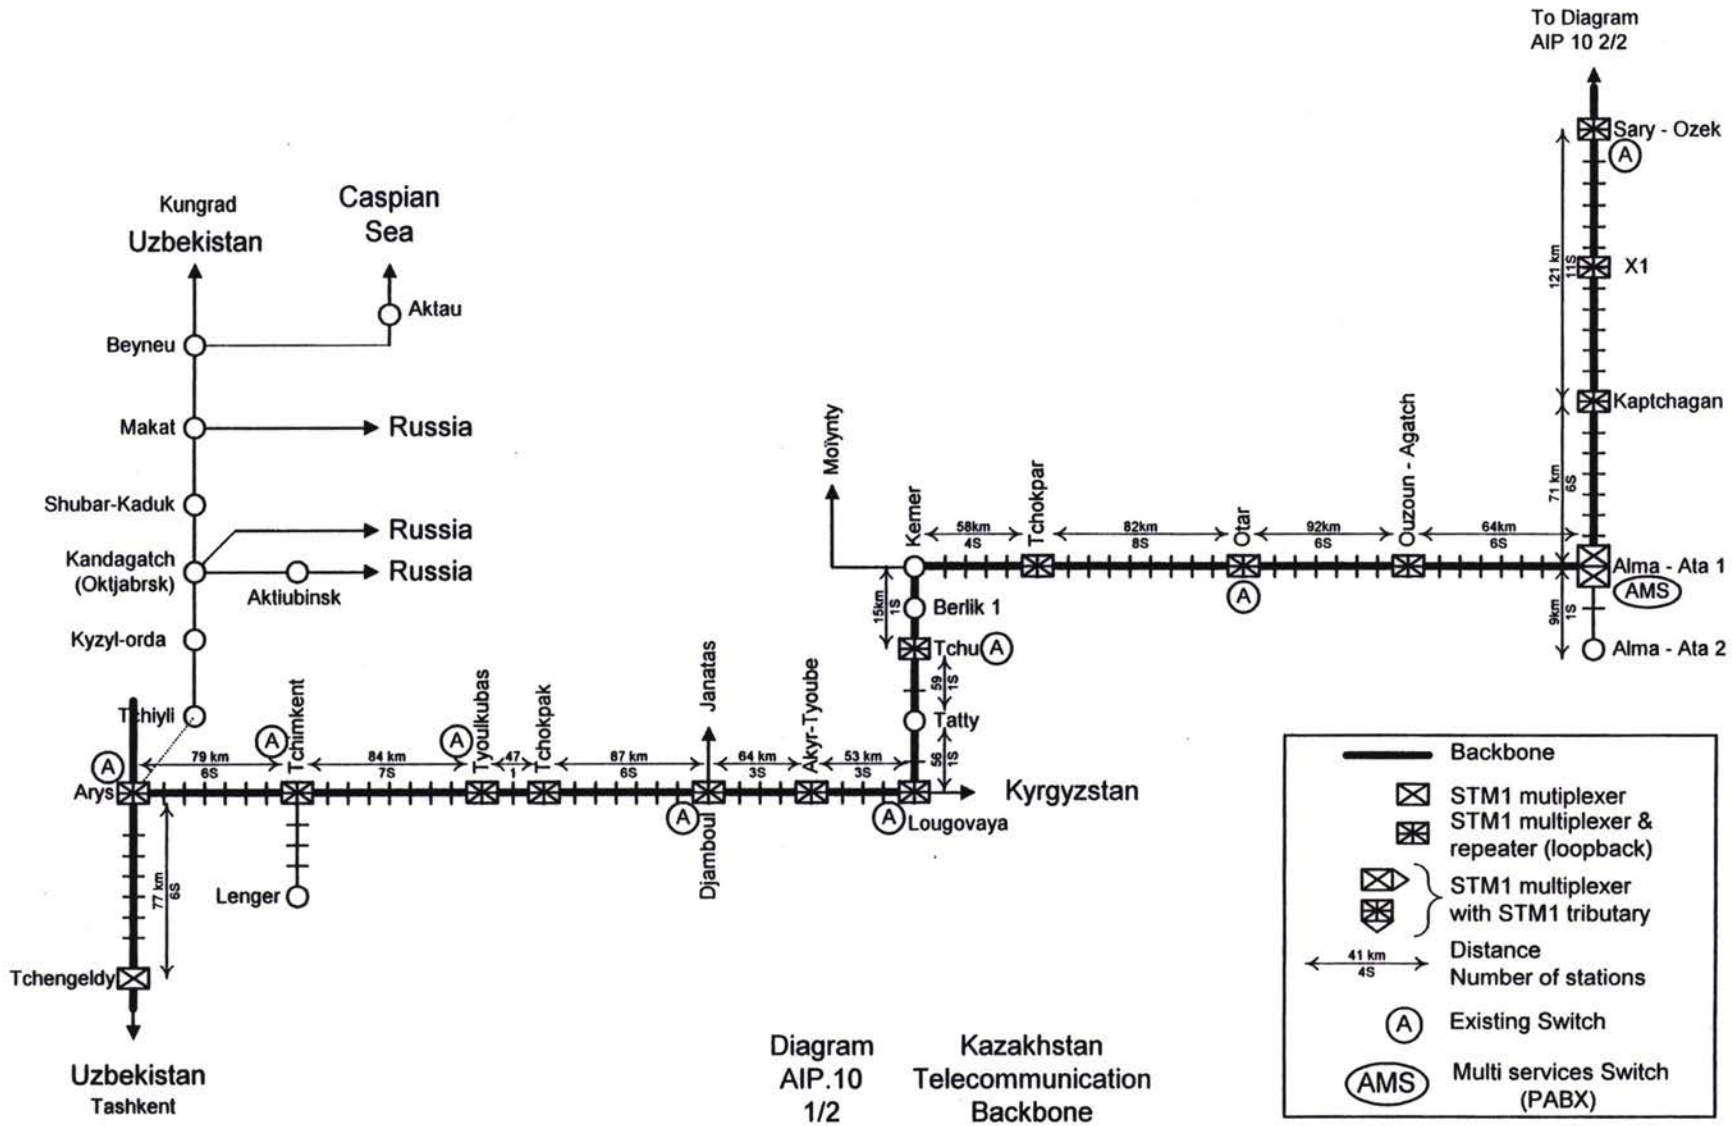 To Diagram
AIP 10 2/2
Sary - Ozek
A
121 km
11S
X1
Kaptchagan
71 km
6S
Alma - Ata 1
AMS
9km
1S
Alma - Ata 2
Kungrad
Uzbekistan
Caspian
Sea
Aktau
Beyneu
Makat
Russia
Shubar-Kaduk
Russia
Kandagatch
(Oktjabrsk)
Russia
Aktiubinsk
Kyzyl-orda
Tchiyli
Moïynty
Kemer
58km
4S
Tchokpar
82km
8S
Otar
A
92km
6S
Ouzoun - Agatch
64km
6S
15km
1S
Berlik 1
Tchu
A
59
1S
Tatty
56
1S
A
Arys
79 km
6S
A
Tchimkent
84 km
7S
A
Tyoulkubas
47
1
Tchokpak
87 km
6S
Janatas
A
Djamboul
64 km
3S
Akyr-Tyoube
53 km
3S
A
Lougovaya
Kyrgyzstan
Lenger
77 km
6S
Tchengeldy
Uzbekistan
Tashkent
Diagram
AIP.10
1/2
Kazakhstan
Telecommunication
Backbone
Backbone
STM1 mutiplexer
STM1 multiplexer &
repeater (loopback)
STM1 multiplexer
with STM1 tributary
41 km
4S
Distance
Number of stations
A
Existing Switch
AMS
Multi services Switch
(PABX)